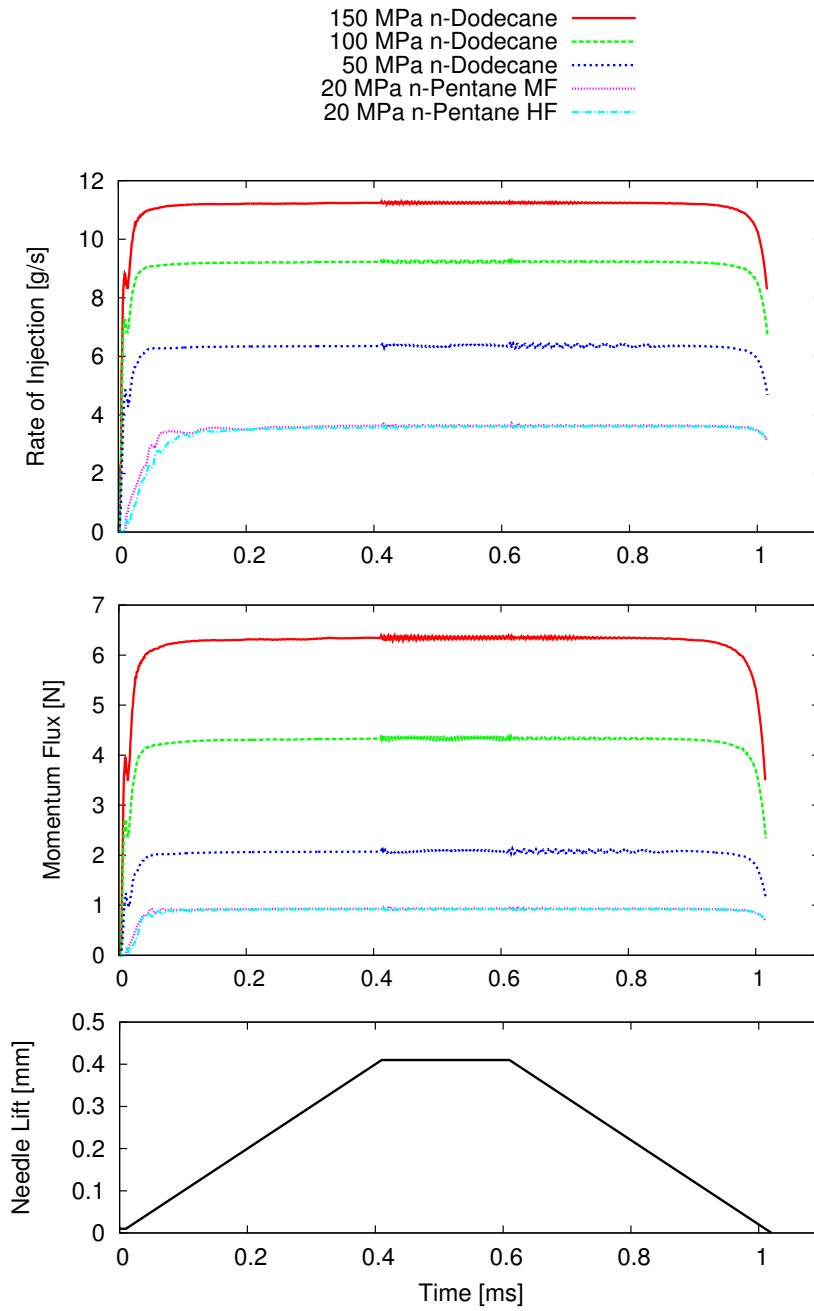 150 MPa n-Dodecane
100 MPa n-Dodecane
50 MPa n-Dodecane
20 MPa n-Pentane MF
20 MPa n-Pentane HF
12
10
8
6
4
2
0
Rate of Injection [g/s]
0 0.2 0.4 0.6 0.8 1
7
6
5
4
3
2
1
0
Momentum Flux [N]
0 0.2 0.4 0.6 0.8 1
0.5
0.4
0.3
0.2
0.1
0
Needle Lift [mm]
0 0.2 0.4 0.6 0.8 1
Time [ms]